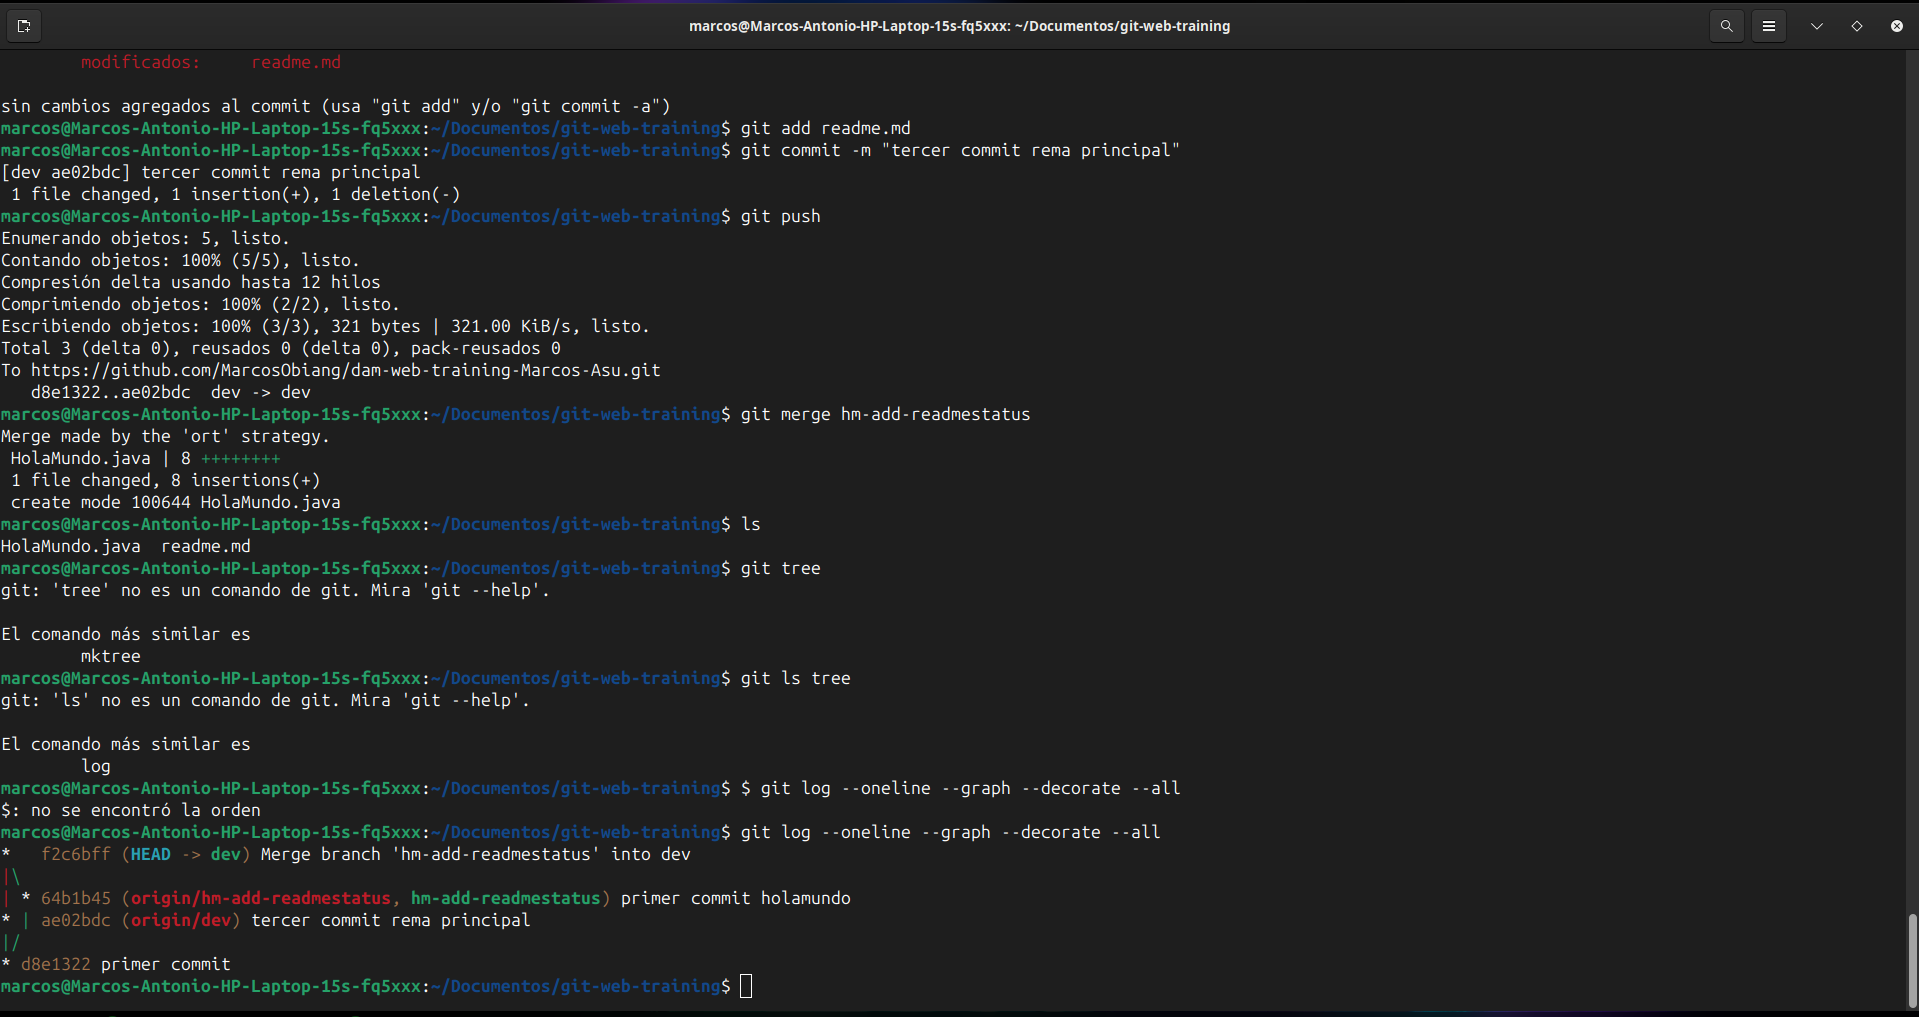 marcos@Marcos-Antonio-HP-Laptop-15s-fq5xxx: ~/Documentos/git-web-training
        modificados:     readme.md
sin cambios agregados al commit (usa "git add" y/o "git commit -a")
marcos@Marcos-Antonio-HP-Laptop-15s-fq5xxx:~/Documentos/git-web-training$ git add readme.md
marcos@Marcos-Antonio-HP-Laptop-15s-fq5xxx:~/Documentos/git-web-training$ git commit -m "tercer commit rema principal"
[dev ae02bdc] tercer commit rema principal
 1 file changed, 1 insertion(+), 1 deletion(-)
marcos@Marcos-Antonio-HP-Laptop-15s-fq5xxx:~/Documentos/git-web-training$ git push
Enumerando objetos: 5, listo.
Contando objetos: 100% (5/5), listo.
Compresión delta usando hasta 12 hilos
Comprimiendo objetos: 100% (2/2), listo.
Escribiendo objetos: 100% (3/3), 321 bytes | 321.00 KiB/s, listo.
Total 3 (delta 0), reusados 0 (delta 0), pack-reusados 0
To https://github.com/MarcosObiang/dam-web-training-Marcos-Asu.git
   d8e1322..ae02bdc  dev -> dev
marcos@Marcos-Antonio-HP-Laptop-15s-fq5xxx:~/Documentos/git-web-training$ git merge hm-add-readmestatus
Merge made by the 'ort' strategy.
 HolaMundo.java | 8 ++++++++
 1 file changed, 8 insertions(+)
 create mode 100644 HolaMundo.java
marcos@Marcos-Antonio-HP-Laptop-15s-fq5xxx:~/Documentos/git-web-training$ ls
HolaMundo.java  readme.md
marcos@Marcos-Antonio-HP-Laptop-15s-fq5xxx:~/Documentos/git-web-training$ git tree
git: 'tree' no es un comando de git. Mira 'git --help'.
El comando más similar es
        mktree
marcos@Marcos-Antonio-HP-Laptop-15s-fq5xxx:~/Documentos/git-web-training$ git ls tree
git: 'ls' no es un comando de git. Mira 'git --help'.
El comando más similar es
        log
marcos@Marcos-Antonio-HP-Laptop-15s-fq5xxx:~/Documentos/git-web-training$ $ git log --oneline --graph --decorate --all
$: no se encontró la orden
marcos@Marcos-Antonio-HP-Laptop-15s-fq5xxx:~/Documentos/git-web-training$ git log --oneline --graph --decorate --all
*   f2c6bff (HEAD -> dev) Merge branch 'hm-add-readmestatus' into dev
|\
| * 64b1b45 (origin/hm-add-readmestatus, hm-add-readmestatus) primer commit holamundo
* | ae02bdc (origin/dev) tercer commit rema principal
|/
* d8e1322 primer commit
marcos@Marcos-Antonio-HP-Laptop-15s-fq5xxx:~/Documentos/git-web-training$